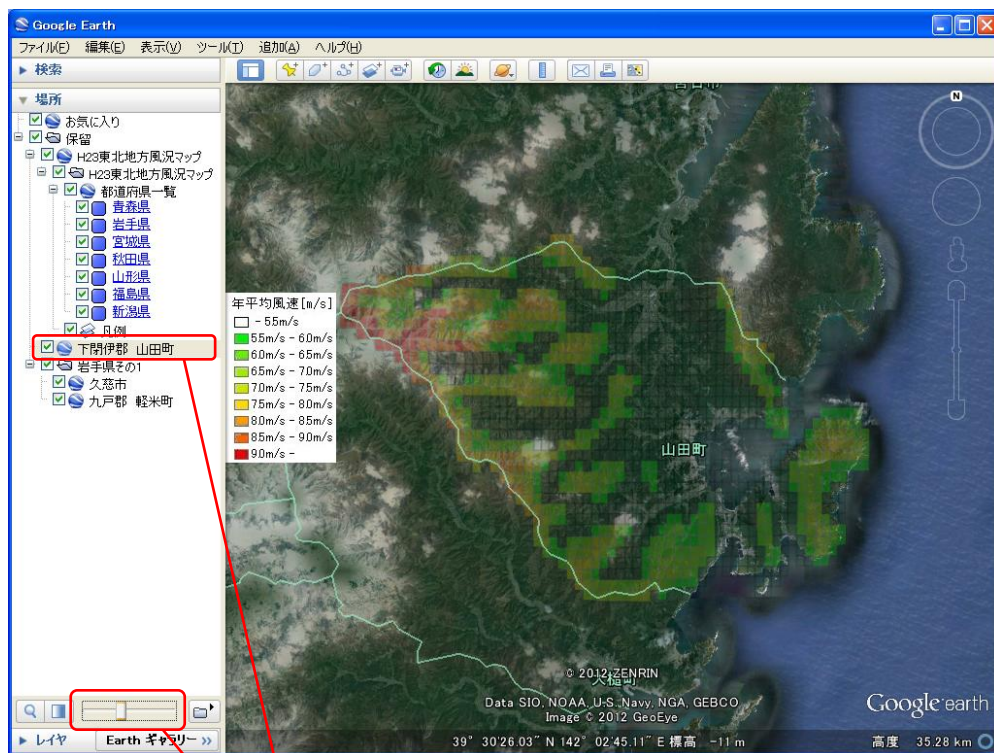 Google Earth
ファイル(F) 編集(E) 表示(V) ツール(T) 追加(A) ヘルプ(H)
検索
場所
お気に入り
保留
H23東北地方風況マップ
H23東北地方風況マップ
都道府県一覧
青森県
岩手県
宮城県
秋田県
山形県
福島県
新潟県
凡例
下閉伊郡 山田町
岩手県その1
久慈市
九戸郡 軽米町
レイヤ
Earth ギャラリー >>
N
年平均風速[m/s]
- 5.5m/s
5.5m/s - 6.0m/s
6.0m/s - 6.5m/s
6.5m/s - 7.0m/s
7.0m/s - 7.5m/s
7.5m/s - 8.0m/s
8.0m/s - 8.5m/s
8.5m/s - 9.0m/s
9.0m/s -
山田町
大槌町
© 2012 ZENRIN
Data SIO, NOAA, U.S. Navy, NGA, GEBCO
Image © 2012 GeoEye
Google earth
39° 30'26.03" N 142° 02'45.11" E 標高 -11 m 高度 35.28 km